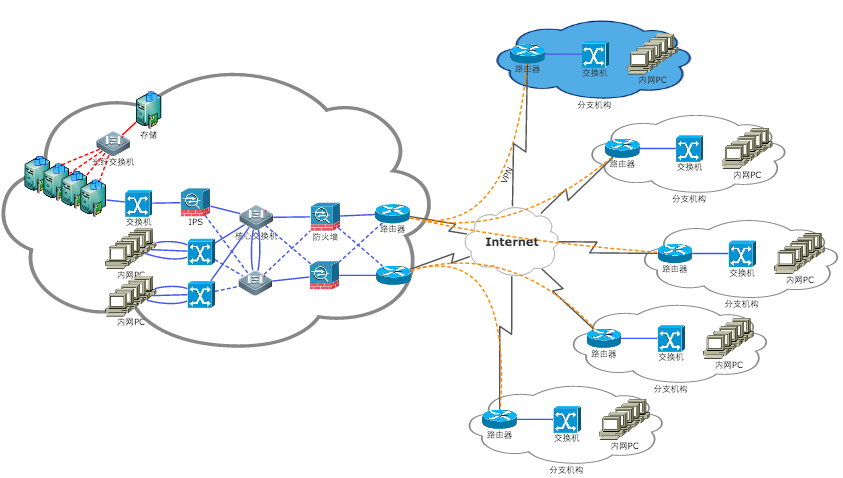 路由器
交换机
内网PC
分支机构
存储
光纤交换机
VPN
路由器
交换机
内网PC
分支机构
交换机
IPS
核心交换机
防火墙
路由器
Internet
内网PC
内网PC
路由器
交换机
内网PC
分支机构
路由器
交换机
内网PC
分支机构
路由器
交换机
内网PC
分支机构